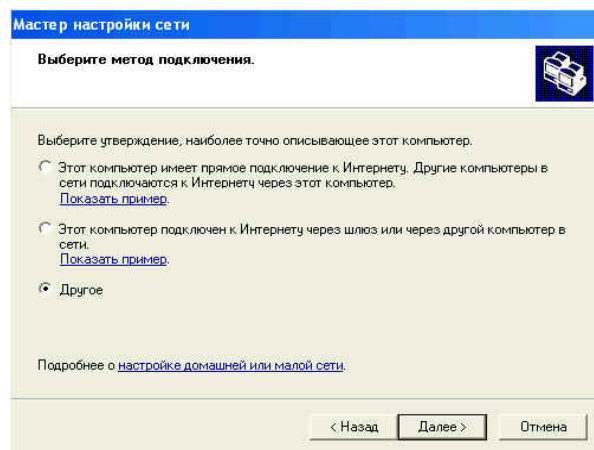 Мастер настройки сети
Выберите метод подключения.
Выберите утверждение, наиболее точно описывающее этот компьютер.
Этот компьютер имеет прямое подключение к Интернету. Другие компьютеры в
сети подключаются к Интернету через этот компьютер.
Показать пример.
Этот компьютер подключен к Интернету через шлюз или через другой компьютер в
сети.
Показать пример.
Другое
Подробнее о настройке домашней или малой сети.
< Назад Далее > Отмена